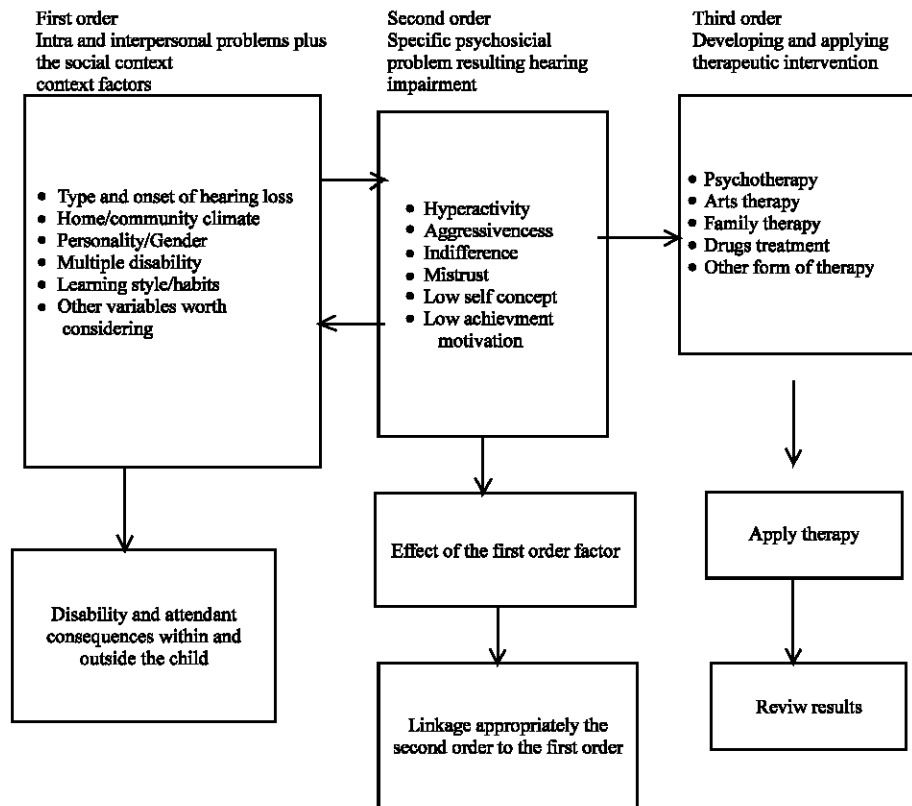 First order
Intra and interpersonal problems plus
the social context
context factors
Second order
Specific psychosicial
problem resulting hearing
impairment
Third order
Developing and applying
therapeutic intervention
● Type and onset of hearing loss
● Home/community climate
● Personality/Gender
● Multiple disability
● Learning style/habits
● Other variables worth
considering
● Hyperactivity
● Aggressivencess
● Indifference
● Mistrust
● Low self concept
● Low achievment
motivation
● Psychotherapy
● Arts therapy
● Family therapy
● Drugs treatment
● Other form of therapy
Disability and attendant
consequences within and
outside the child
Effect of the first order factor
Linkage appropriately the
second order to the first order
Apply therapy
Reviw results